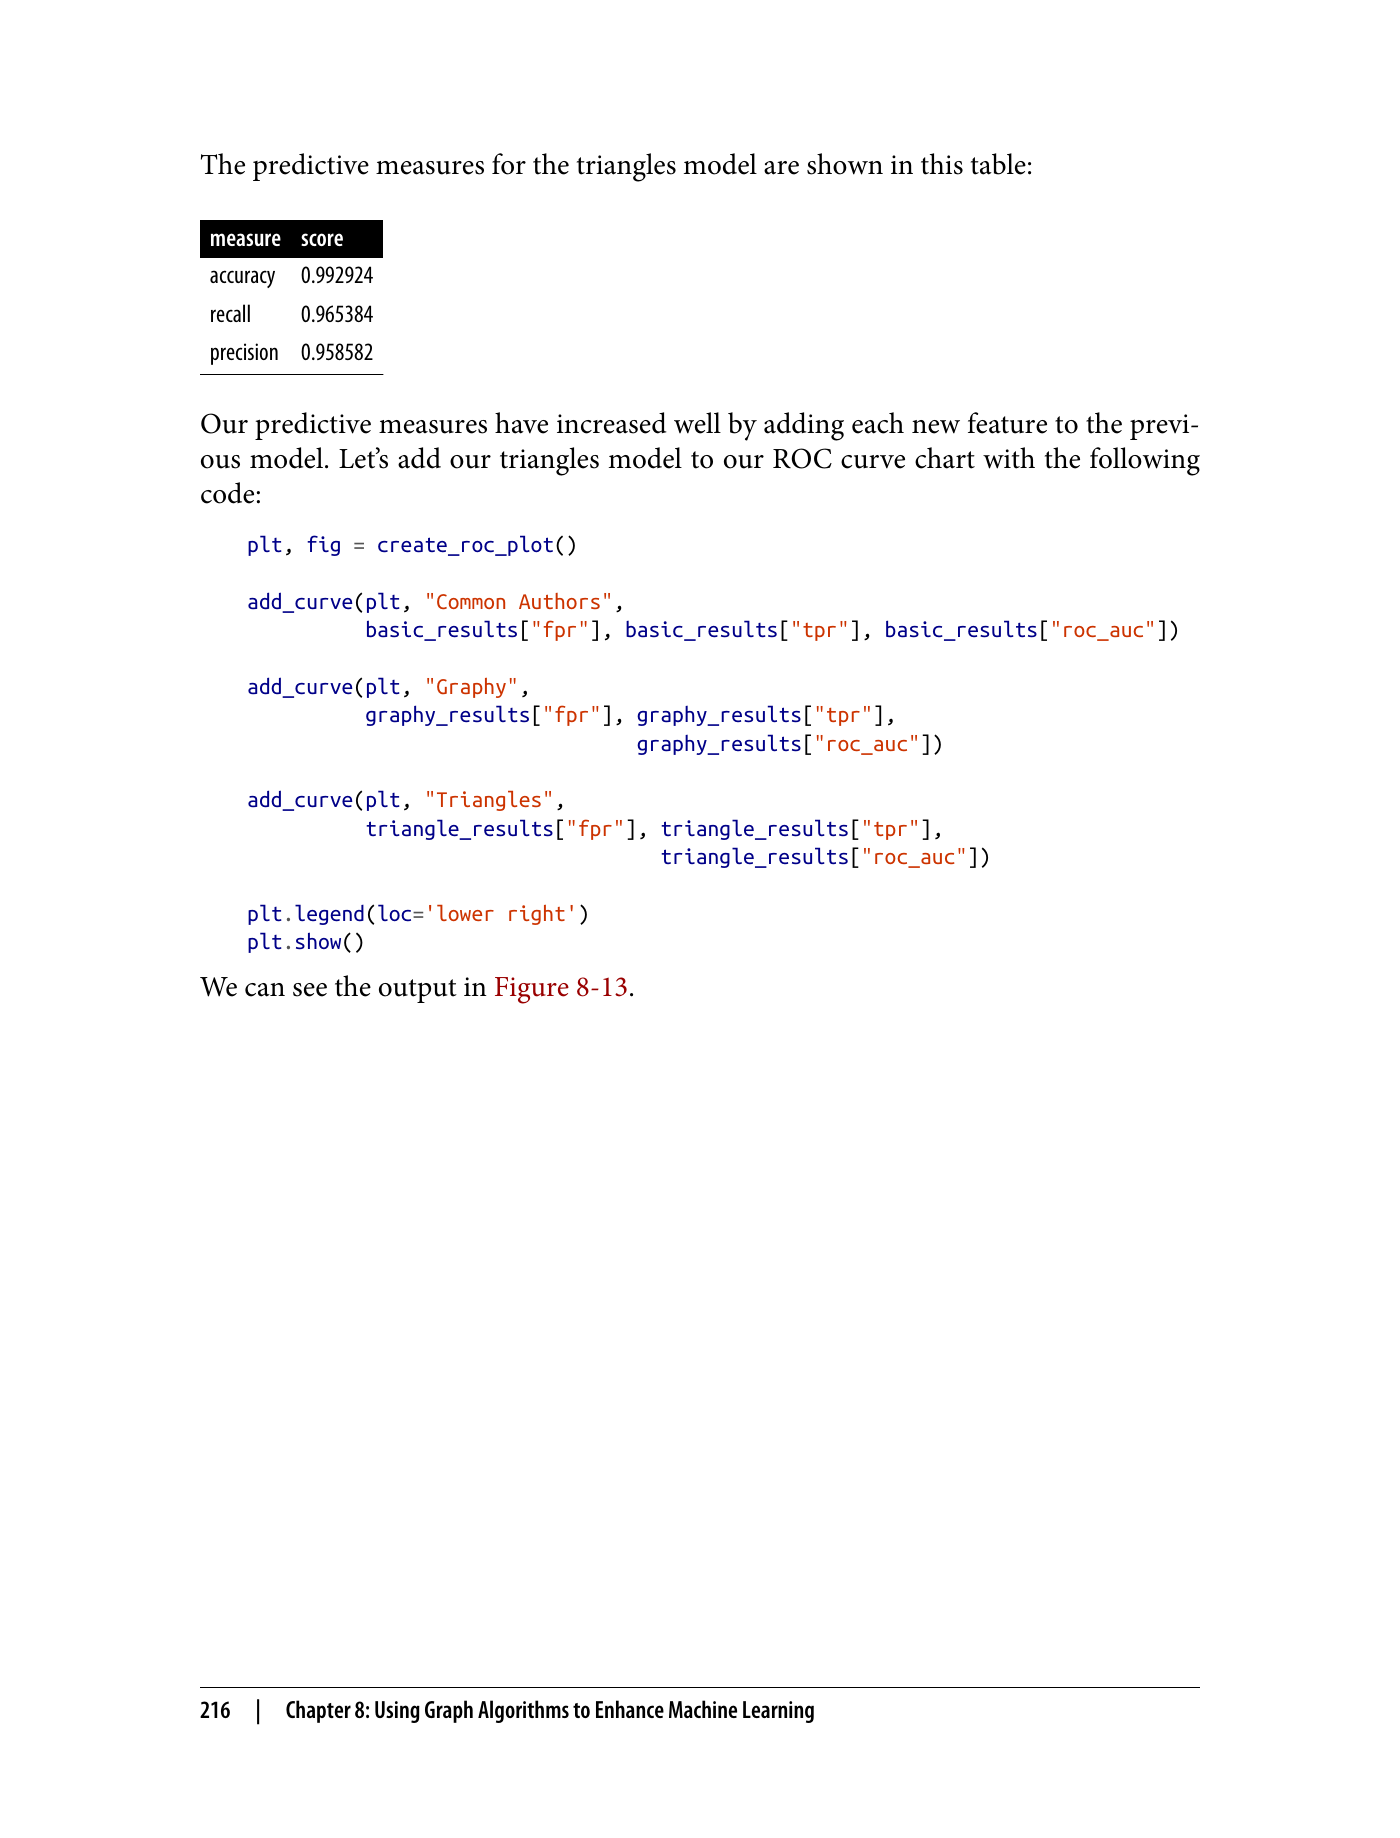 The predictive measures for the triangles model are shown in this table:
measure score
accuracy 0.992924
recall 0.965384
precision 0.958582
Our predictive measures have increased well by adding each new feature to the previ-
ous model. Let’s add our triangles model to our ROC curve chart with the following
code:
plt, fig = create_roc_plot()
add_curve(plt, "Common Authors",
basic_results["fpr"], basic_results["tpr"], basic_results["roc_auc"])
add_curve(plt, "Graphy",
graphy_results["fpr"], graphy_results["tpr"],
graphy_results["roc_auc"])
add_curve(plt, "Triangles",
triangle_results["fpr"], triangle_results["tpr"],
triangle_results["roc_auc"])
plt.legend(loc='lower right')
plt.show()
We can see the output in Figure 8-13.
216 | Chapter 8: Using Graph Algorithms to Enhance Machine Learning